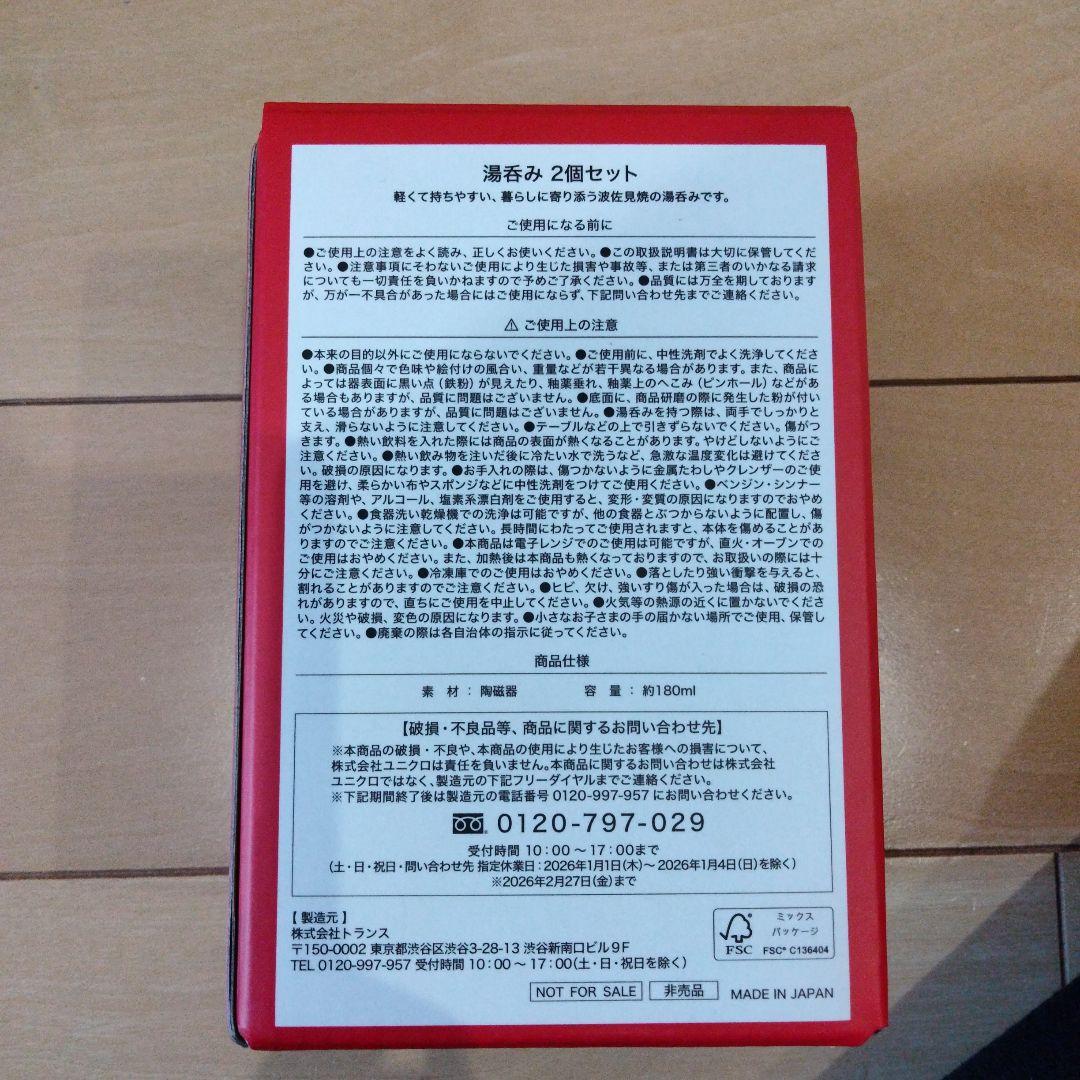 湯呑み 2個セット
軽くて持ちやすい、暮らしに寄り添う波佐見焼の湯呑みです。
ご使用になる前に
●ご使用上の注意をよく読み、正しくお使いください。●この取扱説明書は大切に保管してくだ
さい。●注意事項にそわないご使用により生じた損害や事故等、または第三者のいかなる請求
についても一切責任を負いかねますので予めご了承ください。●品質には万全を期しております
が、万が一不具合があった場合にはご使用にならず、下記問い合わせ先までご連絡ください。
⚠ ご使用上の注意
●本来の目的以外にご使用にならないでください。●ご使用前に、中性洗剤でよく洗浄してくださ
い。●商品個々で色味や絵付けの風合い、重量などが若干異なる場合があります。また、商品に
よっては器表面に黒い点（鉄粉）が見えたり、釉薬垂れ、釉薬上のへこみ（ピンホール）などがあ
る場合もありますが、品質に問題はございません。●底面に、商品研磨の際に発生した粉が付い
ている場合がありますが、品質に問題はございません。●湯呑みを持つ際は、両手でしっかりと
支え、滑らないように注意してください。●テーブルなどの上で引きずらないでください。傷がつ
きます。●熱い飲料を入れた際には商品の表面が熱くなることがあります。やけどしないようにご
注意ください。●熱い飲み物を注いだ後に冷たい水で洗うなど、急激な温度変化は避けてくださ
い。破損の原因になります。●お手入れの際は、傷つかないように金属たわしやクレンザーのご使
用を避け、柔らかい布やスポンジなどに中性洗剤をつけてご使用ください。●ベンジン・シンナー
等の溶剤や、アルコール、塩素系漂白剤をご使用すると、変形・変質の原因になりますのでおやめ
ください。●食器洗い乾燥機での洗浄は可能ですが、他の食器とぶつからないように配置し、傷
がつかないように注意してください。長時間にわたってご使用されますと、本体を傷めることがあ
りますのでご注意ください。●本商品は電子レンジでのご使用は可能ですが、直火・オーブンでの
ご使用はおやめください。また、加熱後は本商品も熱くなっておりますので、お取扱いの際には十
分にご注意ください。●冷凍庫でのご使用はおやめください。●落としたり強い衝撃を与えると、
割れることがありますのでご注意ください。●ヒビ、欠け、強いすり傷が入った場合は、破損の恐
れがありますので、直ちにご使用を中止してください。●火気等の熱源の近くに置かないでくださ
い。火災や破損、変色の原因になります。●小さなお子さまの手の届かない場所でご使用、保管し
てください。●廃棄の際は各自治体の指示に従ってください。
商品仕様
素 材 ： 陶磁器 容 量 ： 約180ml
【破損・不良品等、商品に関するお問い合わせ先】
※本商品の破損・不良や、本商品の使用により生じたお客様への損害について、
株式会社ユニクロは責任を負いません。本商品に関するお問い合わせは株式会社
ユニクロではなく、製造元の下記フリーダイヤルまでご連絡ください。
※下記期間終了後は製造元の電話番号 0120-997-957 にお問い合わせください。
0120-797-029
受付時間 10：00 ～ 17：00まで
（土・日・祝日・問い合わせ先 指定休業日：2026年1月1日（木）～ 2026年1月4日（日）を除く）
※2026年2月27日（金）まで
【 製造元 】
株式会社トランス
〒150-0002 東京都渋谷区渋谷3-28-13 渋谷新南口ビル9F
TEL 0120-997-957 受付時間 10：00 ～ 17：00（土・日・祝日を除く）
ミックス
パッケージ
FSC FSC® C136404
NOT FOR SALE 非売品 MADE IN JAPAN